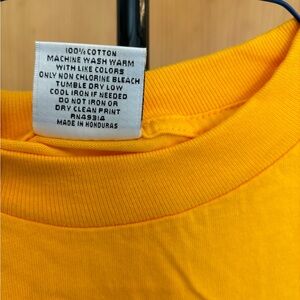 100% COTTON
MACHINE WASH WARM
WITH LIKE COLORS
ONLY NON CHLORINE BLEACH
TUMBLE DRY LOW
COOL IRON IF NEEDED
DO NOT IRON OR
DRY CLEAN PRINT
RN49314
MADE IN HONDURAS